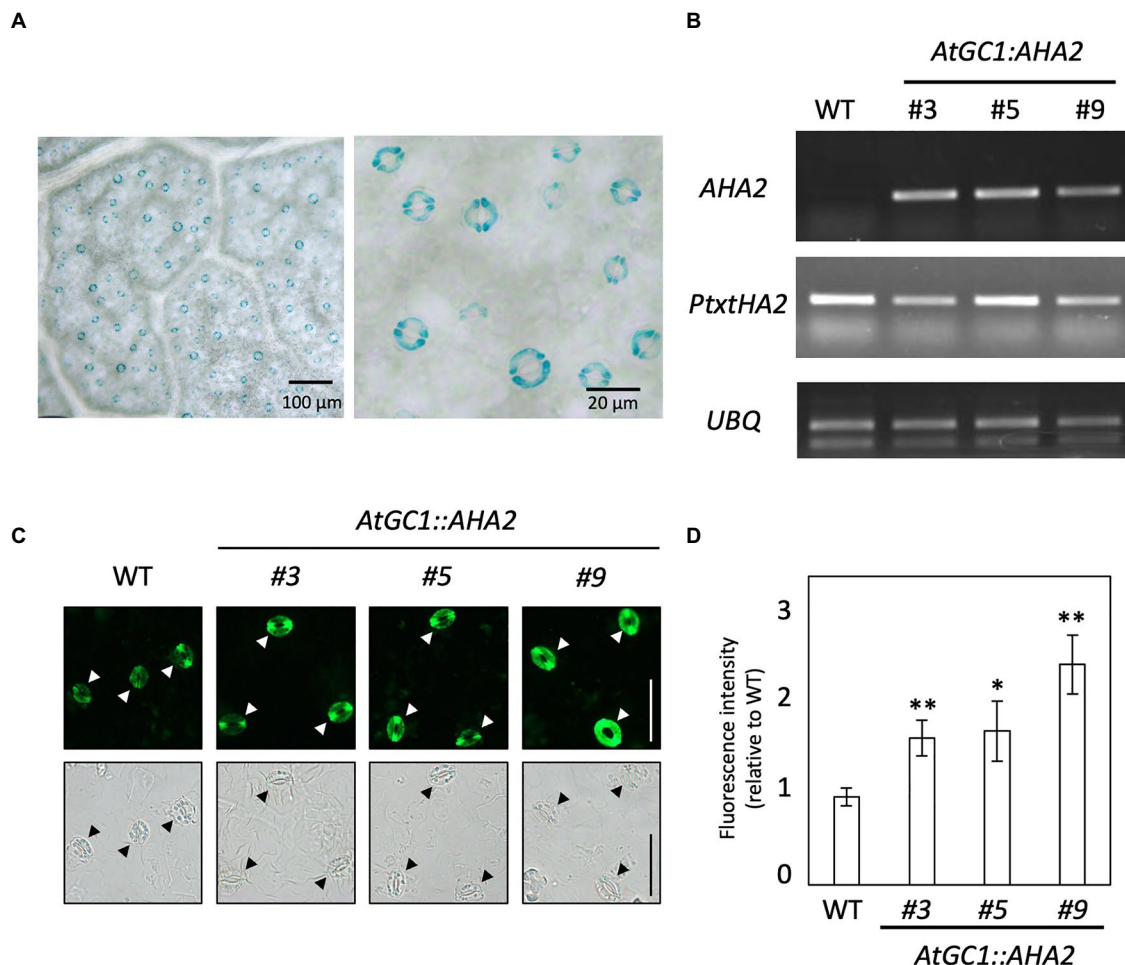 A
100 μm
20 μm
B
AtGC1:AHA2
WT #3 #5 #9
AHA2
PtxtHA2
UBQ
C
AtGC1::AHA2
WT #3 #5 #9
D
Fluorescence intensity
(relative to WT)
3
2
1
0
**
*
**
WT #3 #5 #9
AtGC1::AHA2